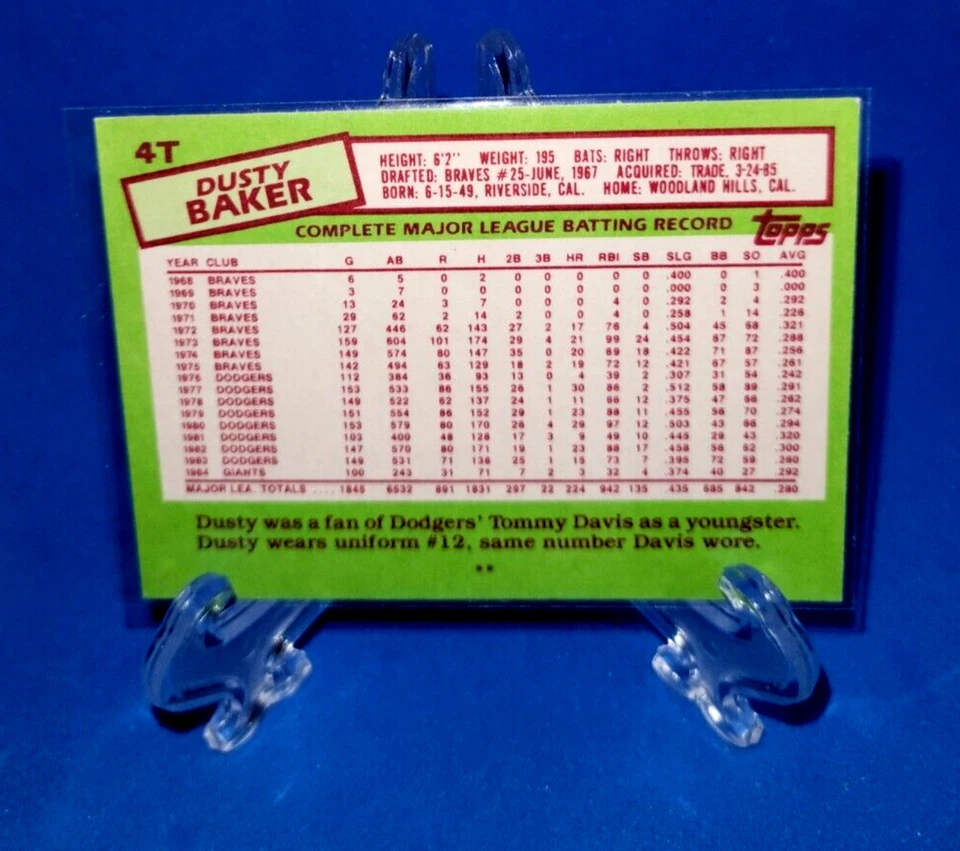 4T
DUSTY
BAKER
HEIGHT: 6'2" WEIGHT: 195 BATS: RIGHT THROWS: RIGHT
DRAFTED: BRAVES #25-JUNE, 1967 ACQUIRED: TRADE, 3-24-85
BORN: 6-15-49, RIVERSIDE, CAL. HOME: WOODLAND HILLS, CAL.
COMPLETE MAJOR LEAGUE BATTING RECORD
topps
YEAR CLUB G AB R H 2B 3B HR RBI SB SLG BB SO AVG
1968 BRAVES 6 5 0 2 0 0 0 0 0 .400 0 1 .400
1969 BRAVES 3 7 0 0 0 0 0 0 0 .000 0 3 .000
1970 BRAVES 13 24 3 7 0 0 0 4 0 .292 2 4 .292
1971 BRAVES 29 62 2 14 2 0 0 4 0 .258 1 14 .226
1972 BRAVES 127 446 62 143 27 2 17 76 4 .504 45 68 .321
1973 BRAVES 159 604 101 174 29 4 21 99 24 .454 67 72 .288
1974 BRAVES 149 574 80 147 35 0 20 69 18 .422 71 87 .256
1975 BRAVES 142 494 63 129 18 2 19 72 12 .421 67 57 .261
1976 DODGERS 112 384 36 93 13 0 4 39 2 .307 31 54 .242
1977 DODGERS 153 533 86 155 26 1 30 86 2 .512 58 89 .291
1978 DODGERS 149 522 62 137 24 1 11 66 12 .375 47 66 .262
1979 DODGERS 151 554 86 152 29 1 23 88 11 .455 56 70 .274
1980 DODGERS 153 579 80 170 26 4 29 97 12 .503 43 66 .294
1981 DODGERS 103 400 48 128 17 3 9 49 10 .445 29 43 .320
1982 DODGERS 147 570 80 171 19 1 23 88 17 .458 56 62 .300
1983 DODGERS 149 531 71 138 25 1 15 73 7 .395 72 59 .260
1984 GIANTS 100 243 31 71 7 2 3 32 4 .374 40 27 .292
MAJOR LEA. TOTALS .... 1845 6532 891 1831 297 22 224 942 135 .435 685 842 .280
Dusty was a fan of Dodgers' Tommy Davis as a youngster.
Dusty wears uniform #12, same number Davis wore.
**